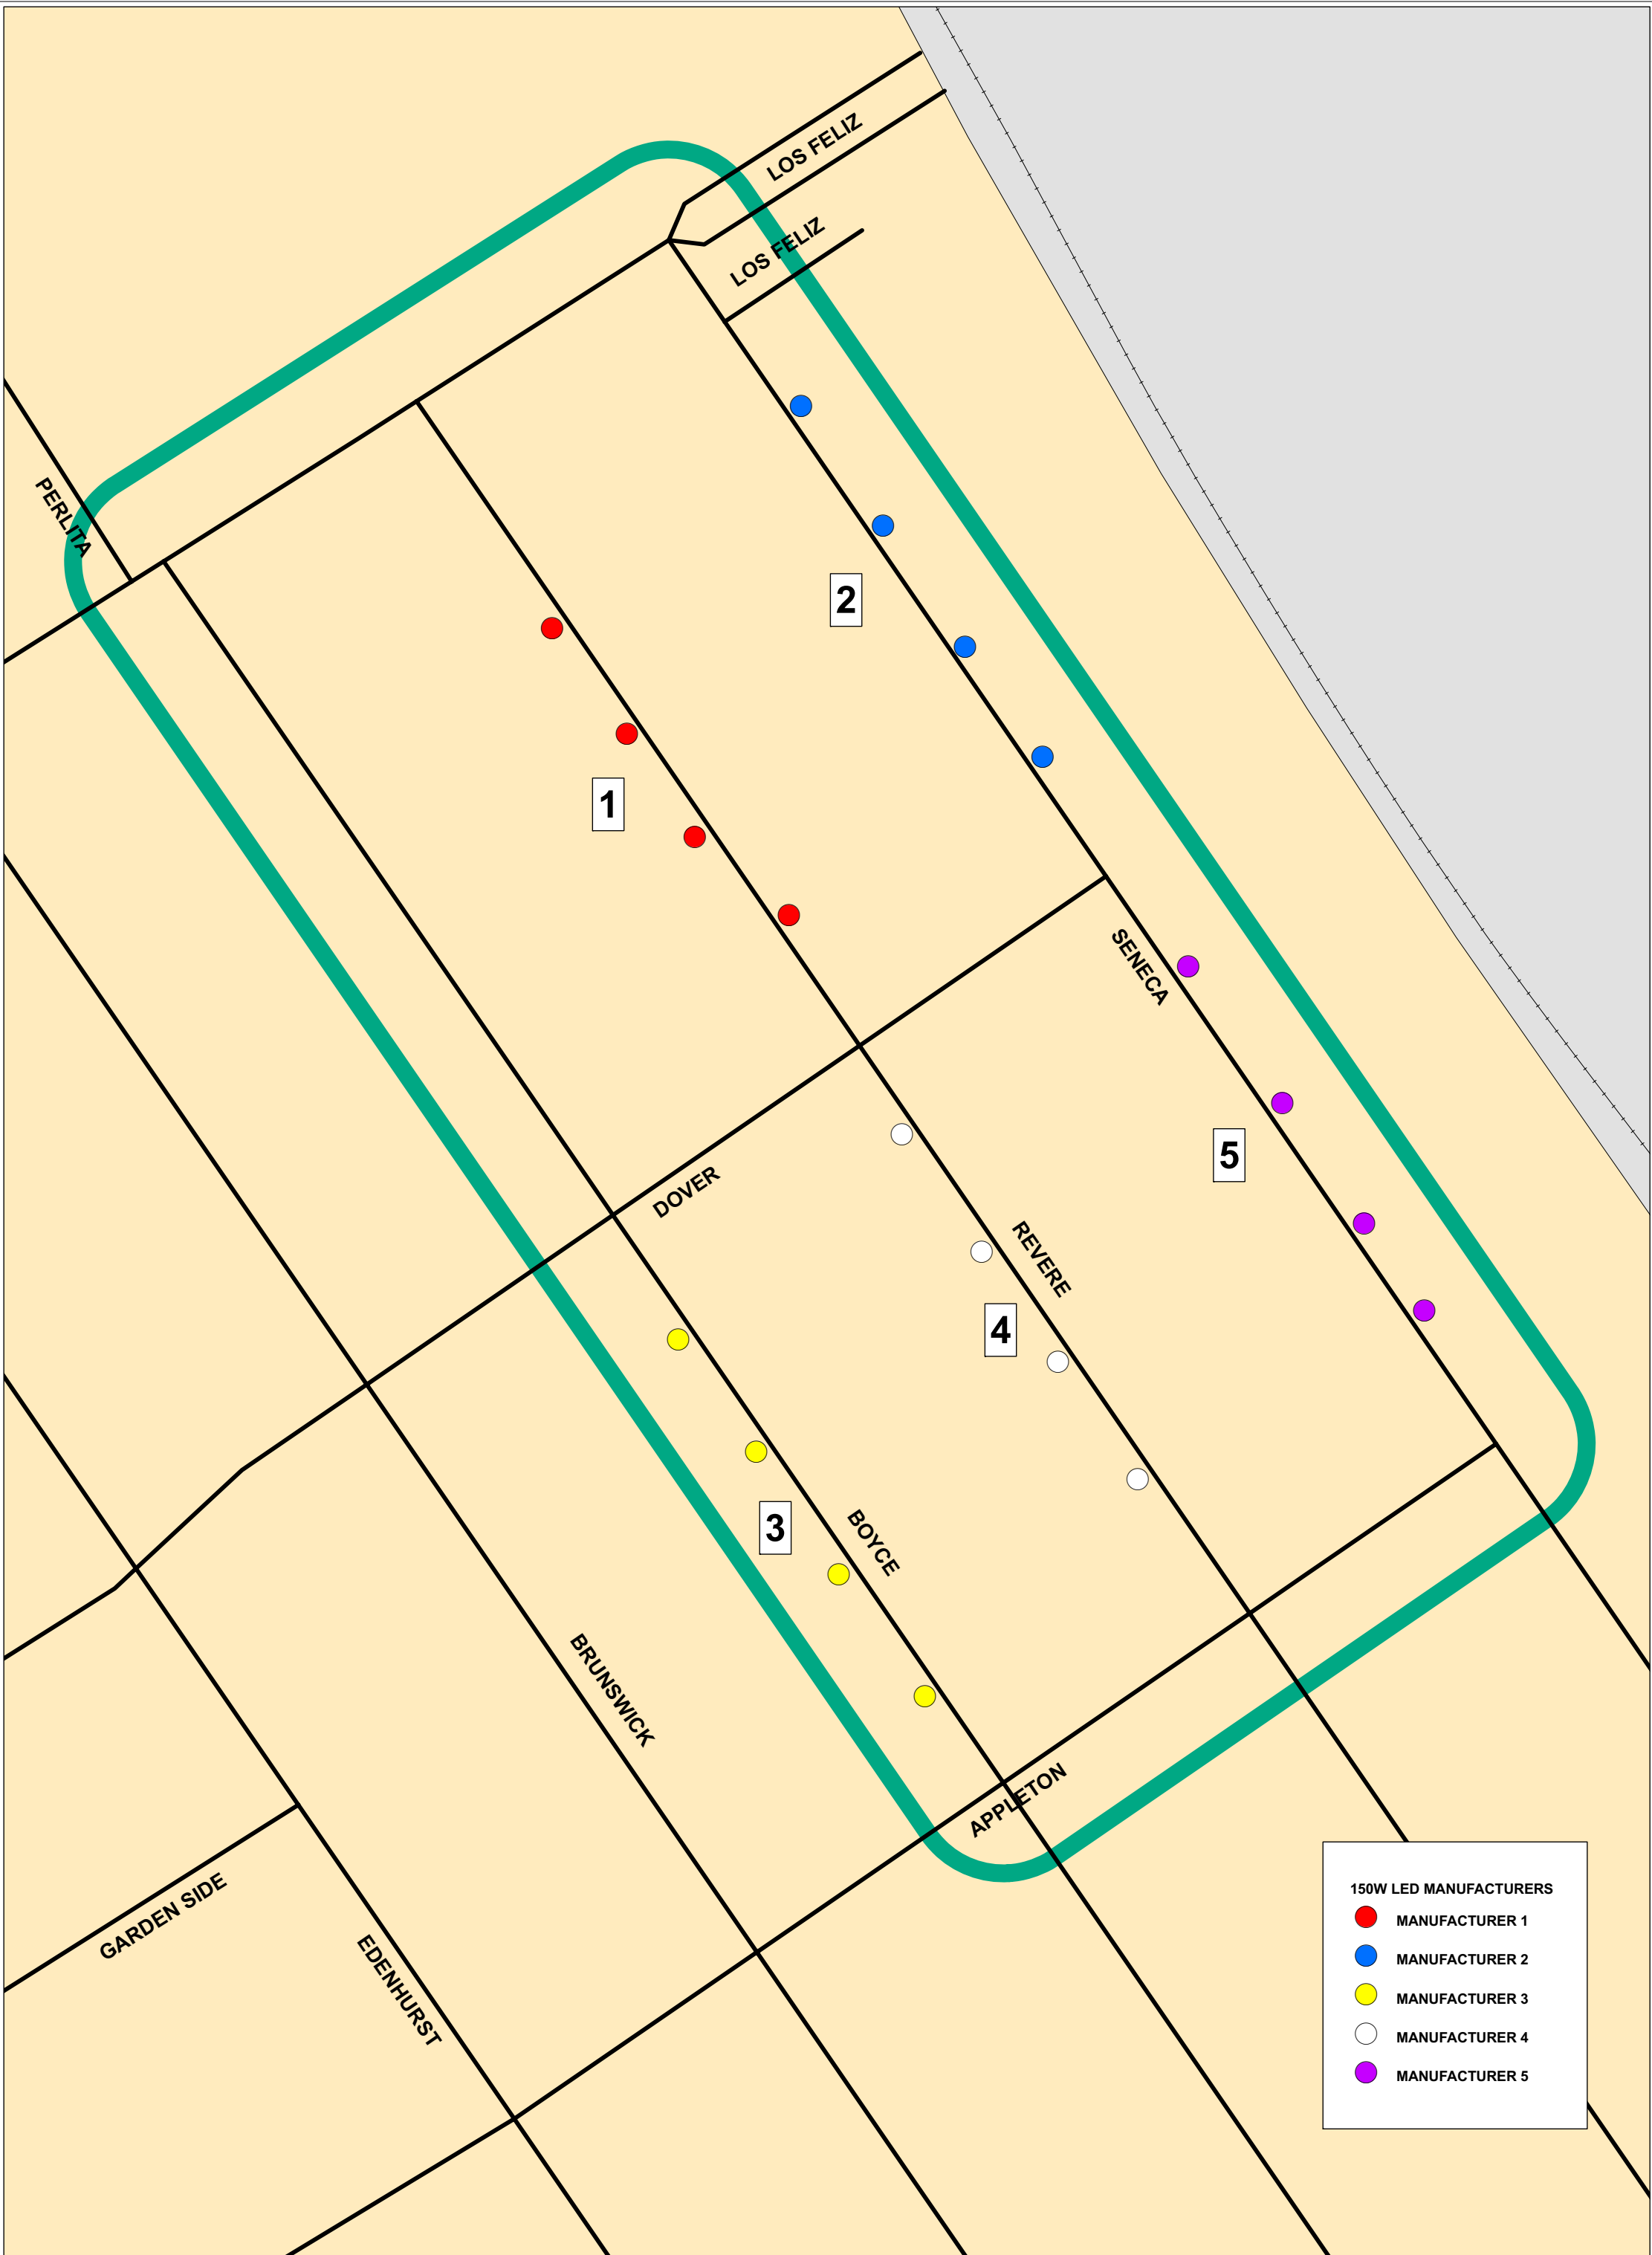 LOS FELIZ
LOS FELIZ
PERLITA
2
1
SENECA
5
DOVER
REVERE
4
3
BOYCE
BRUNSWICK
APPLETON
GARDEN SIDE
EDENHURST
150W LED MANUFACTURERS
MANUFACTURER 1
MANUFACTURER 2
MANUFACTURER 3
MANUFACTURER 4
MANUFACTURER 5